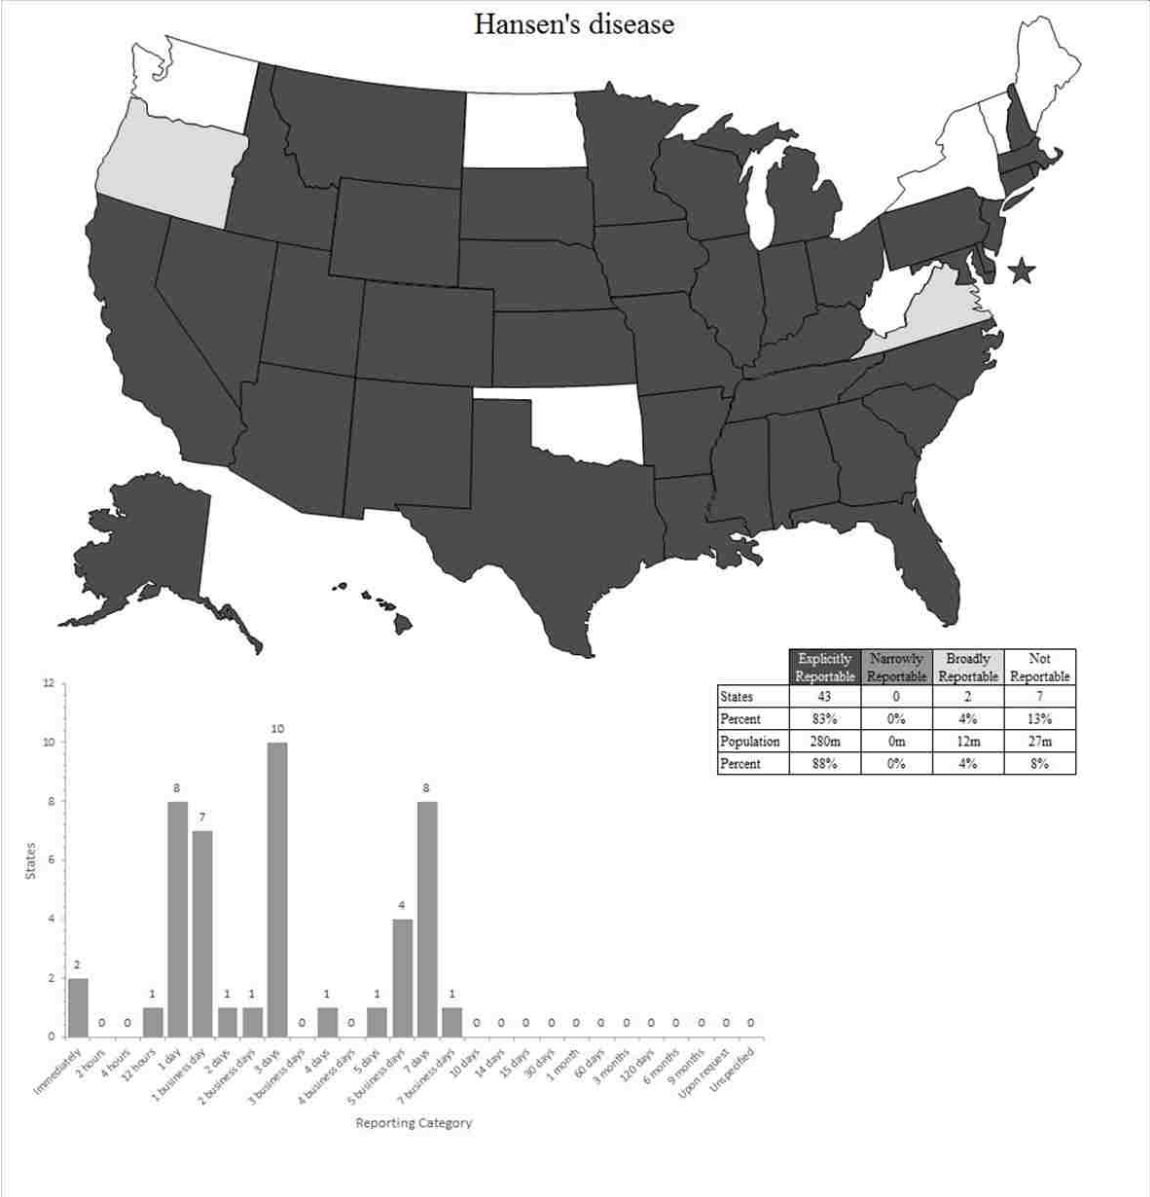 Hansen's disease
Explicitly Reportable Narrowly Reportable Broadly Reportable Not Reportable
States 43 0 2 7
Percent 83% 0% 4% 13%
Population 280m 0m 12m 27m
Percent 88% 0% 4% 8%
12
10
8
6
4
2
0
States
2 0 0 1 8 7 1 1 10 0 1 0 1 4 8 1 0 0 0 0 0 0 0 0 0 0 0 0
Immediately
2 hours
4 hours
12 hours
1 day
1 business day
2 days
2 business days
3 days
3 business days
4 days
4 business days
5 days
5 business days
7 days
7 business days
10 days
14 days
15 days
30 days
1 month
60 days
3 months
120 days
6 months
9 months
Upon request
Unspecified
Reporting Category